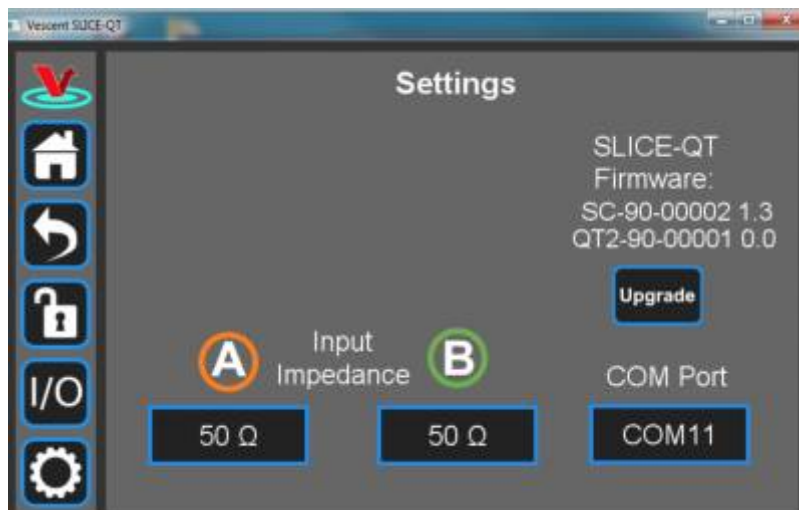 Vescent SLICE-QT
Settings
SLICE-QT
Firmware:
SC-90-00002 1.3
QT2-90-00001 0.0
Upgrade
A
Input
Impedance
B
COM Port
I/O
50 Ω
50 Ω
COM11